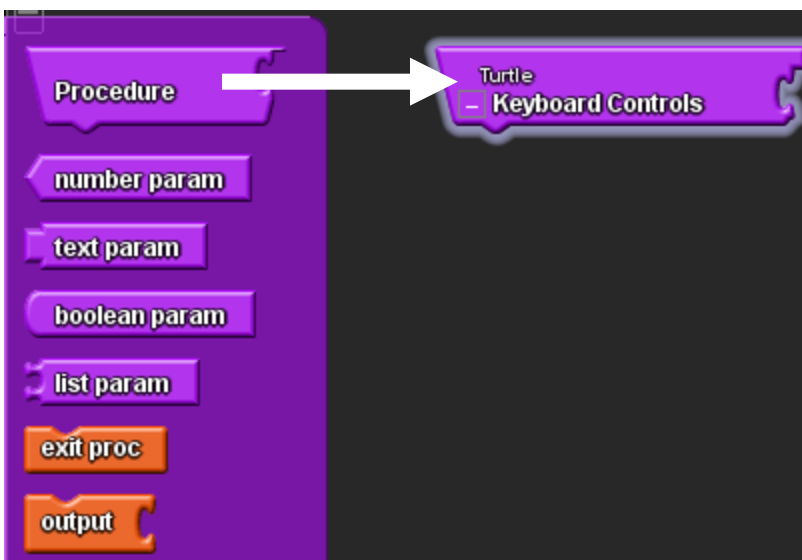 Procedure
number param
text param
boolean param
list param
exit proc
output
Turtle
Keyboard Controls